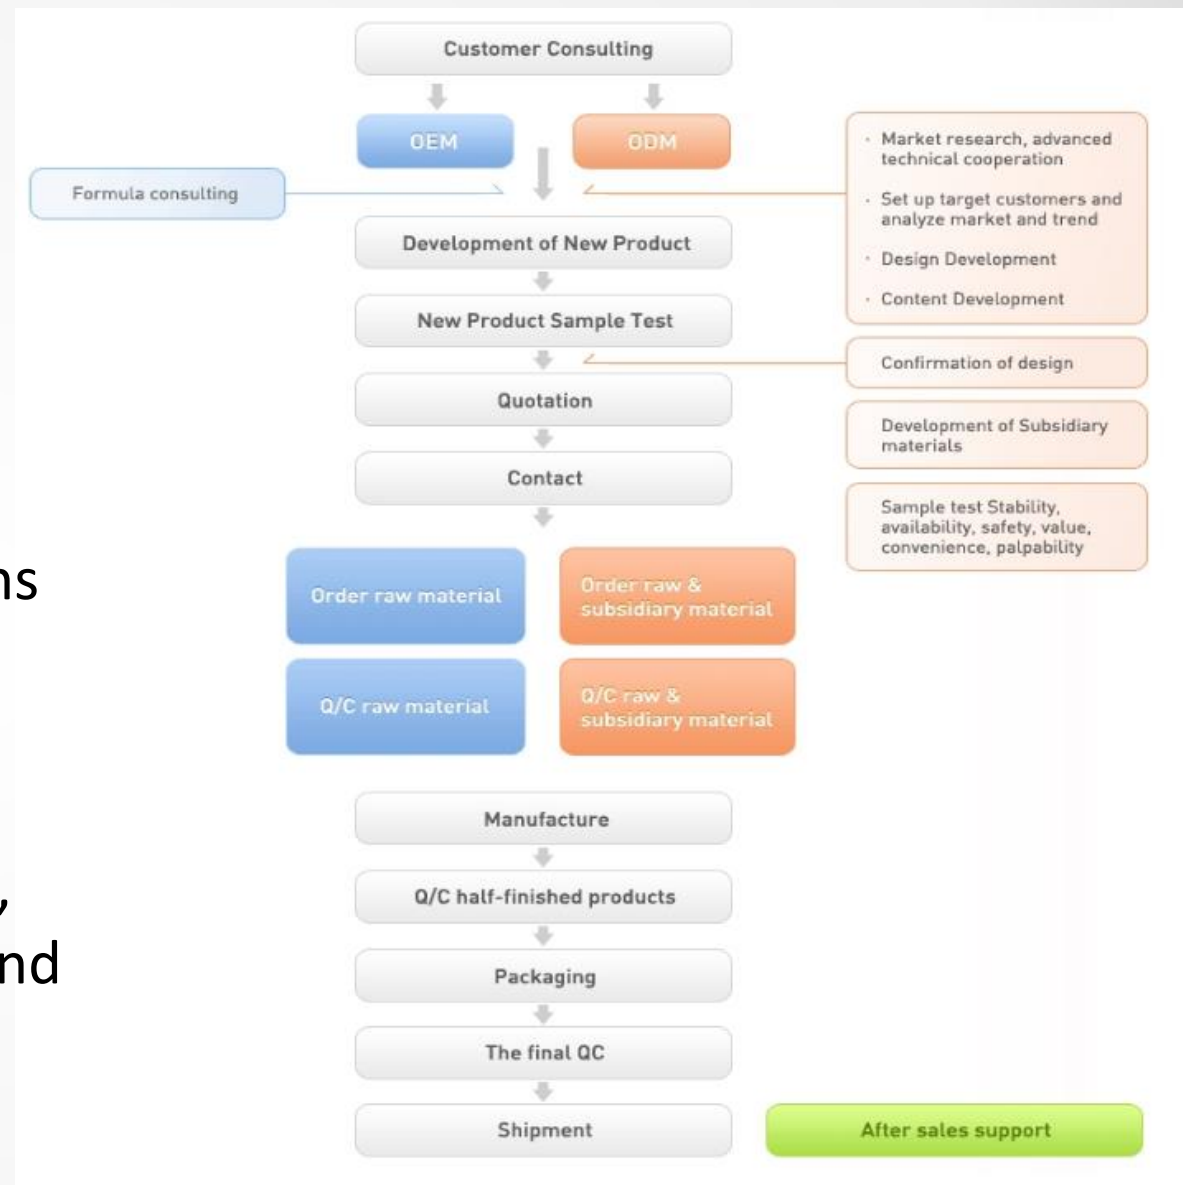 Customer Consulting
OEM
ODM
Formula consulting
· Market research, advanced
technical cooperation
· Set up target customers and
analyze market and trend
· Design Development
· Content Development
Development of New Product
New Product Sample Test
Confirmation of design
Quotation
Development of Subsidiary
materials
Contact
Sample test Stability,
availability, safety, value,
convenience, palpability
ns
Order raw material
Order raw &
subsidiary material
Q/C raw material
Q/C raw &
subsidiary material
Manufacture
Q/C half-finished products
,
nd
Packaging
The final QC
Shipment
After sales support